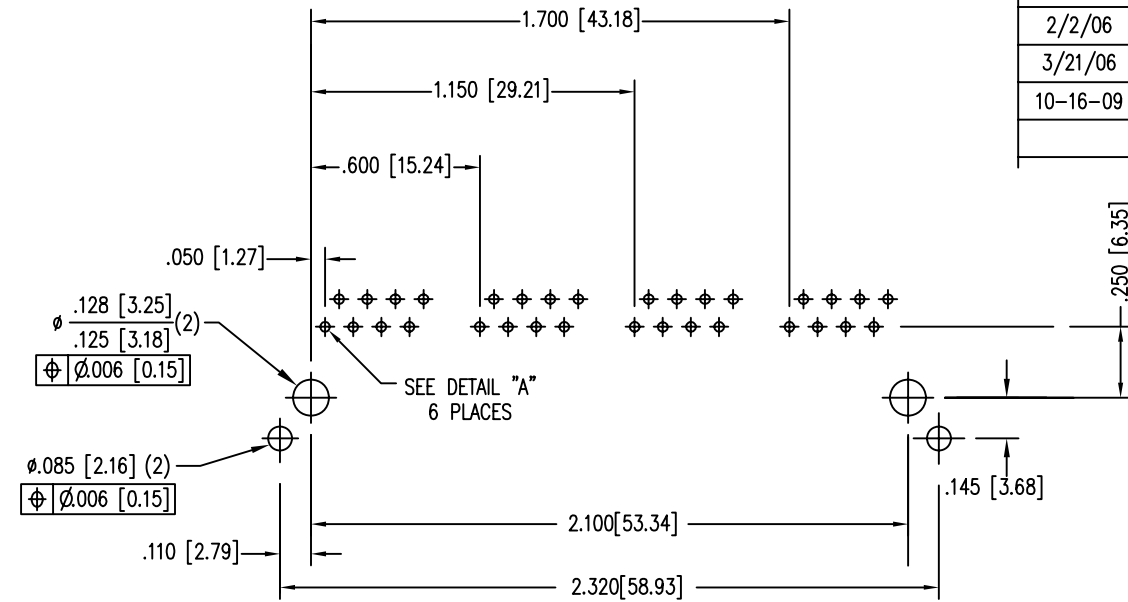 1.700 [43.18]
2/2/06
3/21/06
1.150 [29.21]
10-16-09
.600 [15.24]
.250 [6.35]
.050 [1.27]
ø .128 [3.25]
.125 [3.18] (2)
⌖ Ø.006 [0.15]
SEE DETAIL "A"
6 PLACES
ø.085 [2.16] (2)
⌖ Ø.006 [0.15]
.145 [3.68]
2.100[53.34]
.110 [2.79]
2.320[58.93]